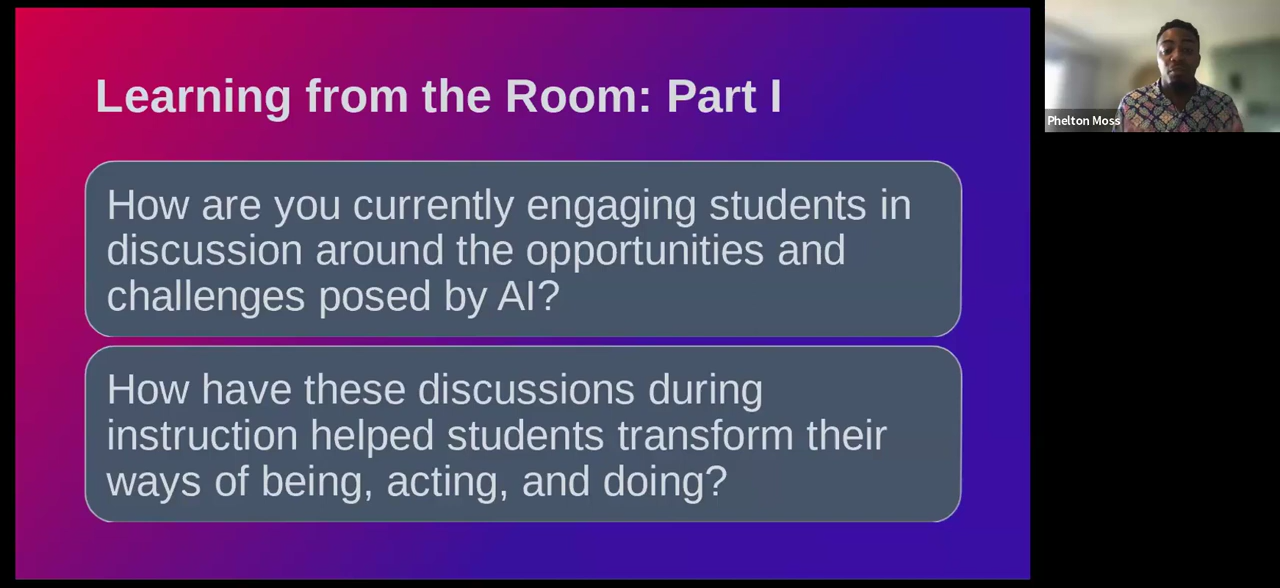 Learning from the Room: Part I
How are you currently engaging students in
discussion around the opportunities and
challenges posed by AI?
How have these discussions during
instruction helped students transform their
ways of being, acting, and doing?
Phelton Moss